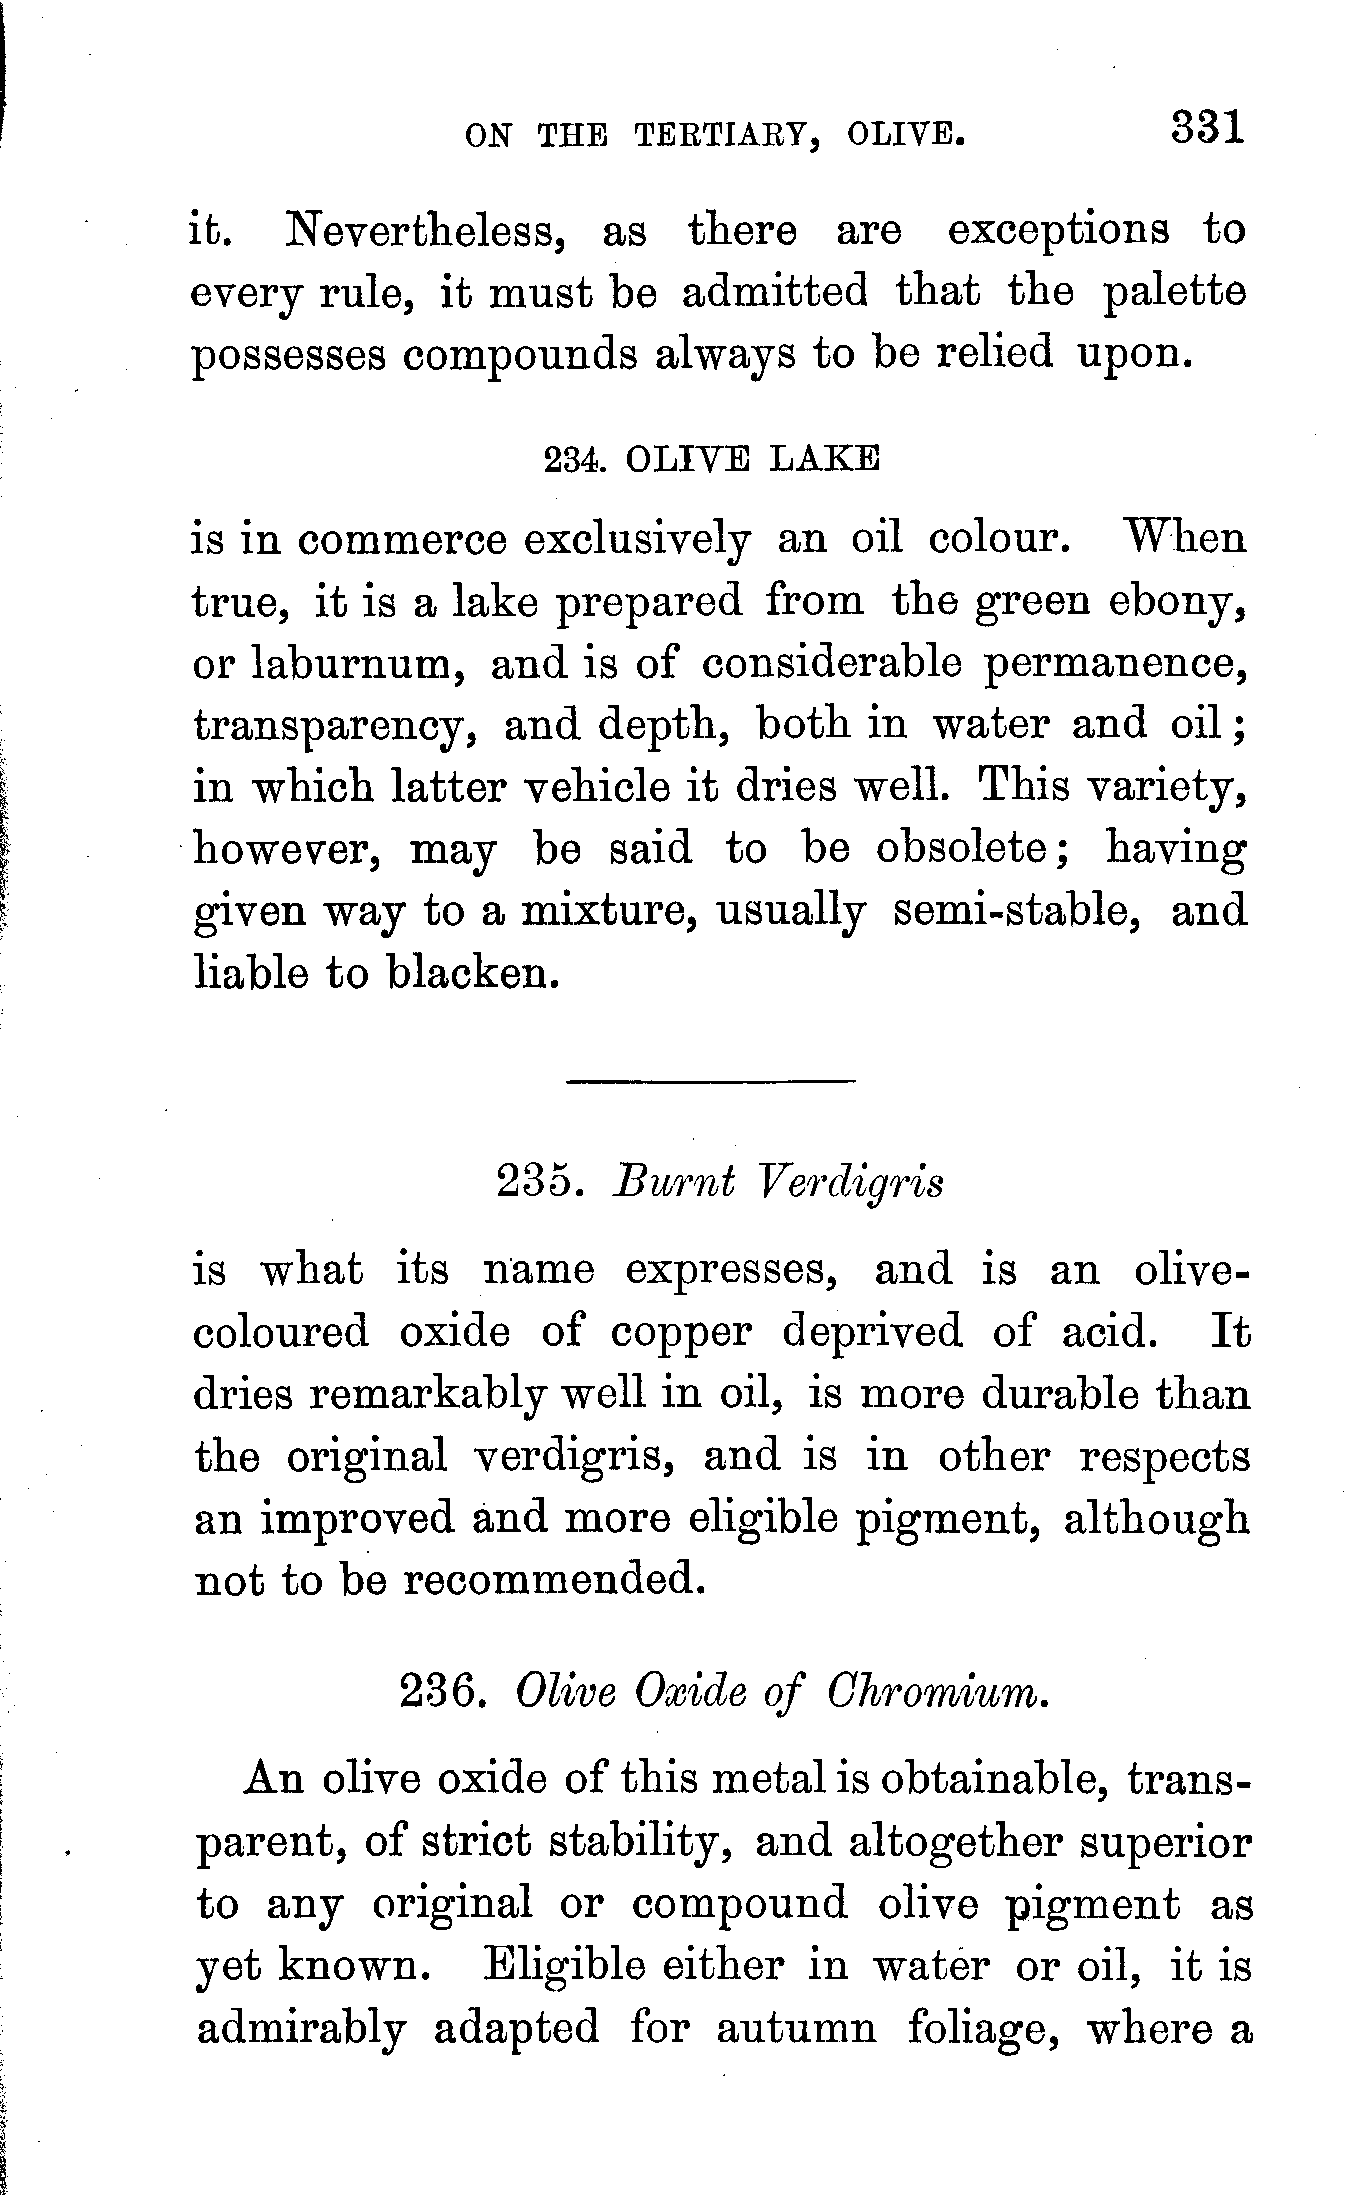 ON THE TERTIARY, OLIVE. 331
it. Nevertheless, as there are exceptions to
every rule, it must be admitted that the palette
possesses compounds always to be relied upon.
234. OLIVE LAKE
is in commerce exclusively an oil colour. When
true, it is a lake prepared from the green ebony,
or laburnum, and is of considerable permanence,
transparency, and depth, both in water and oil;
in which latter vehicle it dries well. This variety,
however, may be said to be obsolete; having
given way to a mixture, usually semi-stable, and
liable to blacken.
235. Burnt Verdigris
is what its name expresses, and is an olive-
coloured oxide of copper deprived of acid. It
dries remarkably well in oil, is more durable than
the original verdigris, and is in other respects
an improved and more eligible pigment, although
not to be recommended.
236. Olive Oxide of Chromium.
An olive oxide of this metal is obtainable, trans-
parent, of strict stability, and altogether superior
to any original or compound olive pigment as
yet known. Eligible either in water or oil, it is
admirably adapted for autumn foliage, where a